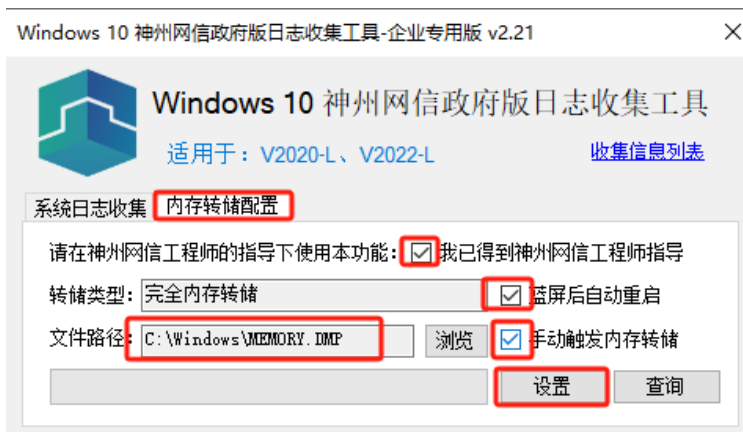 Windows 10 神州网信政府版日志收集工具-企业专用版 v2.21
Windows 10 神州网信政府版日志收集工具
适用于：V2020-L、V2022-L 收集信息列表
系统日志收集 内存转储配置
请在神州网信工程师的指导下使用本功能： 我已得到神州网信工程师指导
转储类型： 完全内存转储 蓝屏后自动重启
文件路径： C:\Windows\MEMORY.DMP 浏览 手动触发内存转储
设置 查询